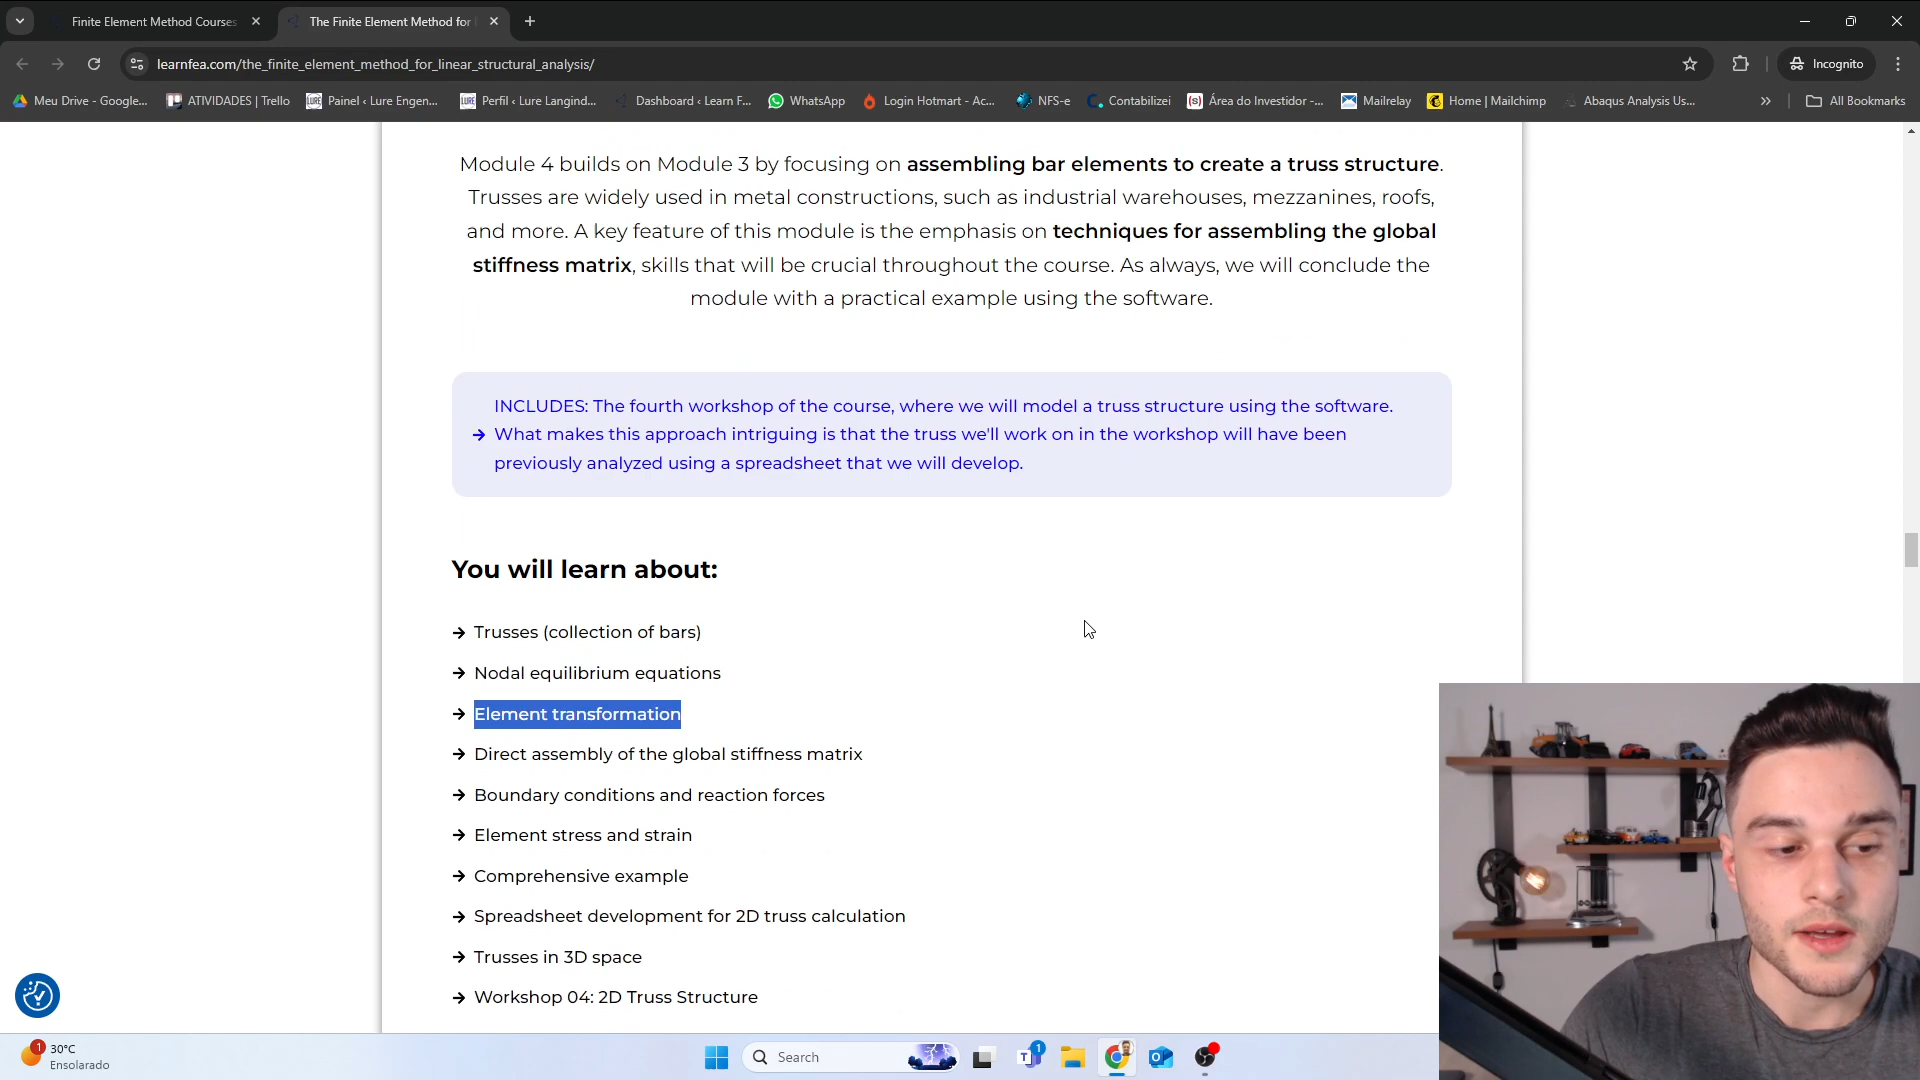 Finite Element Method Courses
The Finite Element Method for
learnfea.com/the_finite_element_method_for_linear_structural_analysis/
Incognito
Meu Drive - Google...
ATIVIDADES | Trello
Painel ‹ Lure Engen...
Perfil ‹ Lure Langind...
Dashboard ‹ Learn F...
WhatsApp
Login Hotmart - Ac...
NFS-e
Contabilizei
Área do Investidor -...
Mailrelay
Home | Mailchimp
Abaqus Analysis Us...
All Bookmarks
Module 4 builds on Module 3 by focusing on assembling bar elements to create a truss structure.
Trusses are widely used in metal constructions, such as industrial warehouses, mezzanines, roofs,
and more. A key feature of this module is the emphasis on techniques for assembling the global
stiffness matrix, skills that will be crucial throughout the course. As always, we will conclude the
module with a practical example using the software.
INCLUDES: The fourth workshop of the course, where we will model a truss structure using the software.
→ What makes this approach intriguing is that the truss we'll work on in the workshop will have been
previously analyzed using a spreadsheet that we will develop.
You will learn about:
→ Trusses (collection of bars)
→ Nodal equilibrium equations
→ Element transformation
→ Direct assembly of the global stiffness matrix
→ Boundary conditions and reaction forces
→ Element stress and strain
→ Comprehensive example
→ Spreadsheet development for 2D truss calculation
→ Trusses in 3D space
→ Workshop 04: 2D Truss Structure
1
30°C
Ensolarado
Search
1